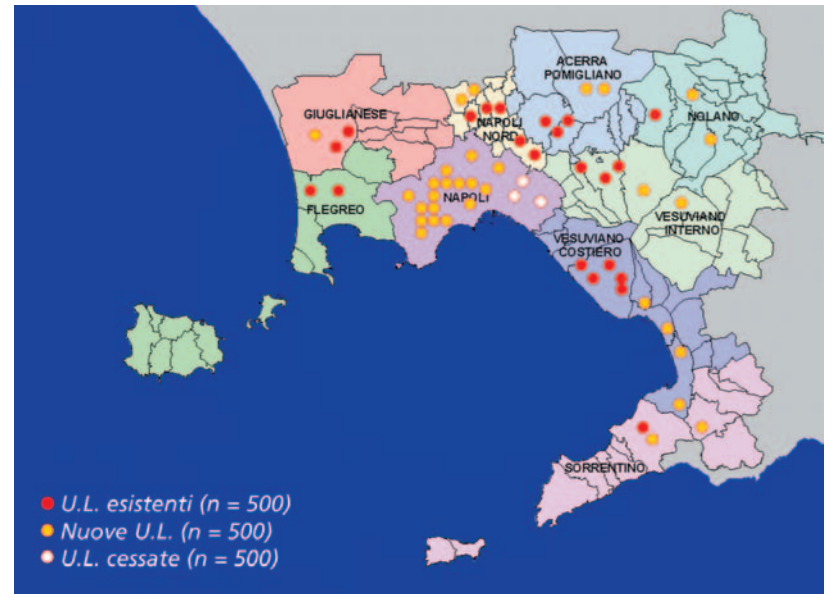 ACERRA
POMIGLIANO
GIUGLIANESE
NAPOLI
NORD
NOLANO
NAPOLI
FLEGREO
VESUVIANO
INTERNO
VESUVIANO
COSTIERO
SORRENTINO
U.L. esistenti (n = 500)
Nuove U.L. (n = 500)
U.L. cessate (n = 500)